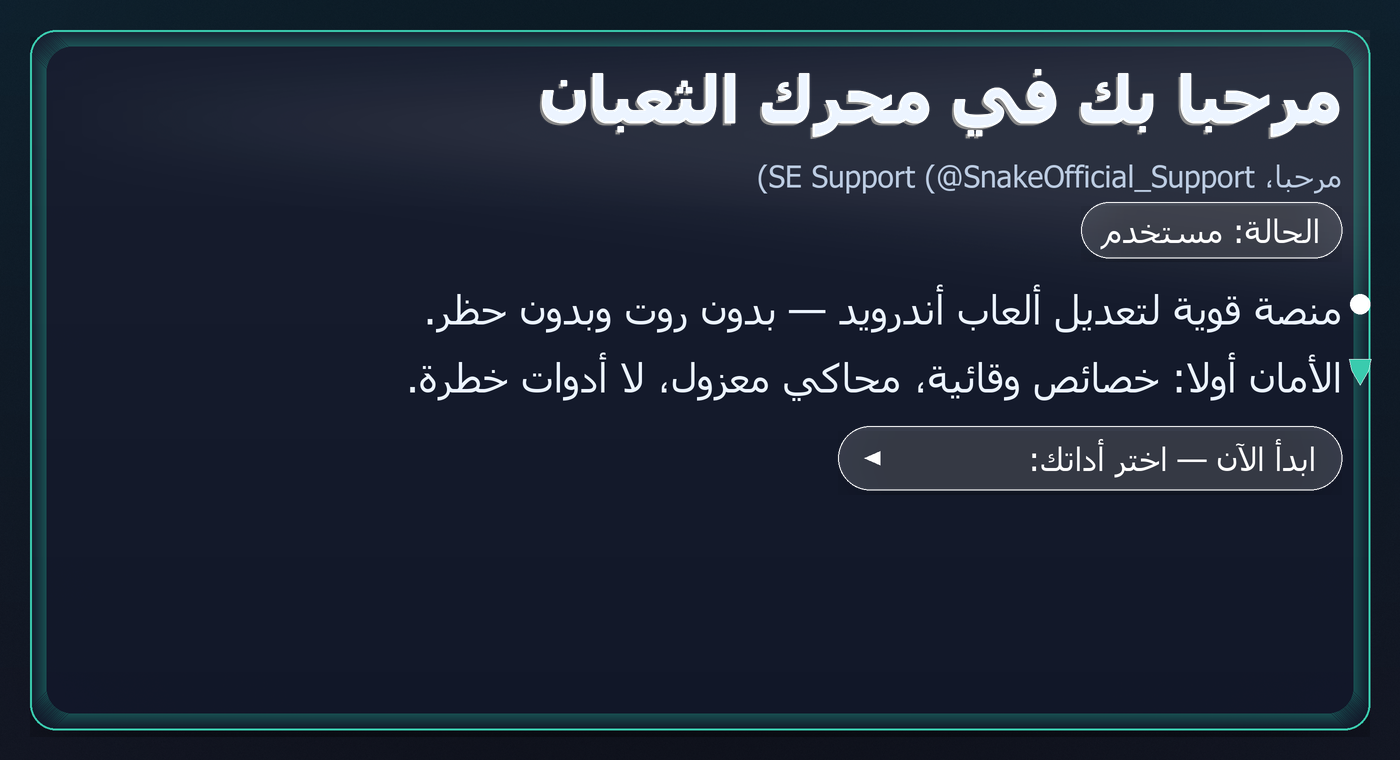 مرحبا بك في محرك الثعبان
مرحبا، SE Support (@SnakeOfficial_Support)
الحالة: مستخدم
منصة قوية لتعديل ألعاب أندرويد — بدون روت وبدون حظر.
الأمان أولا: خصائص وقائية، محاكي معزول، لا أدوات خطرة.
ابدأ الآن — اختر أداتك: